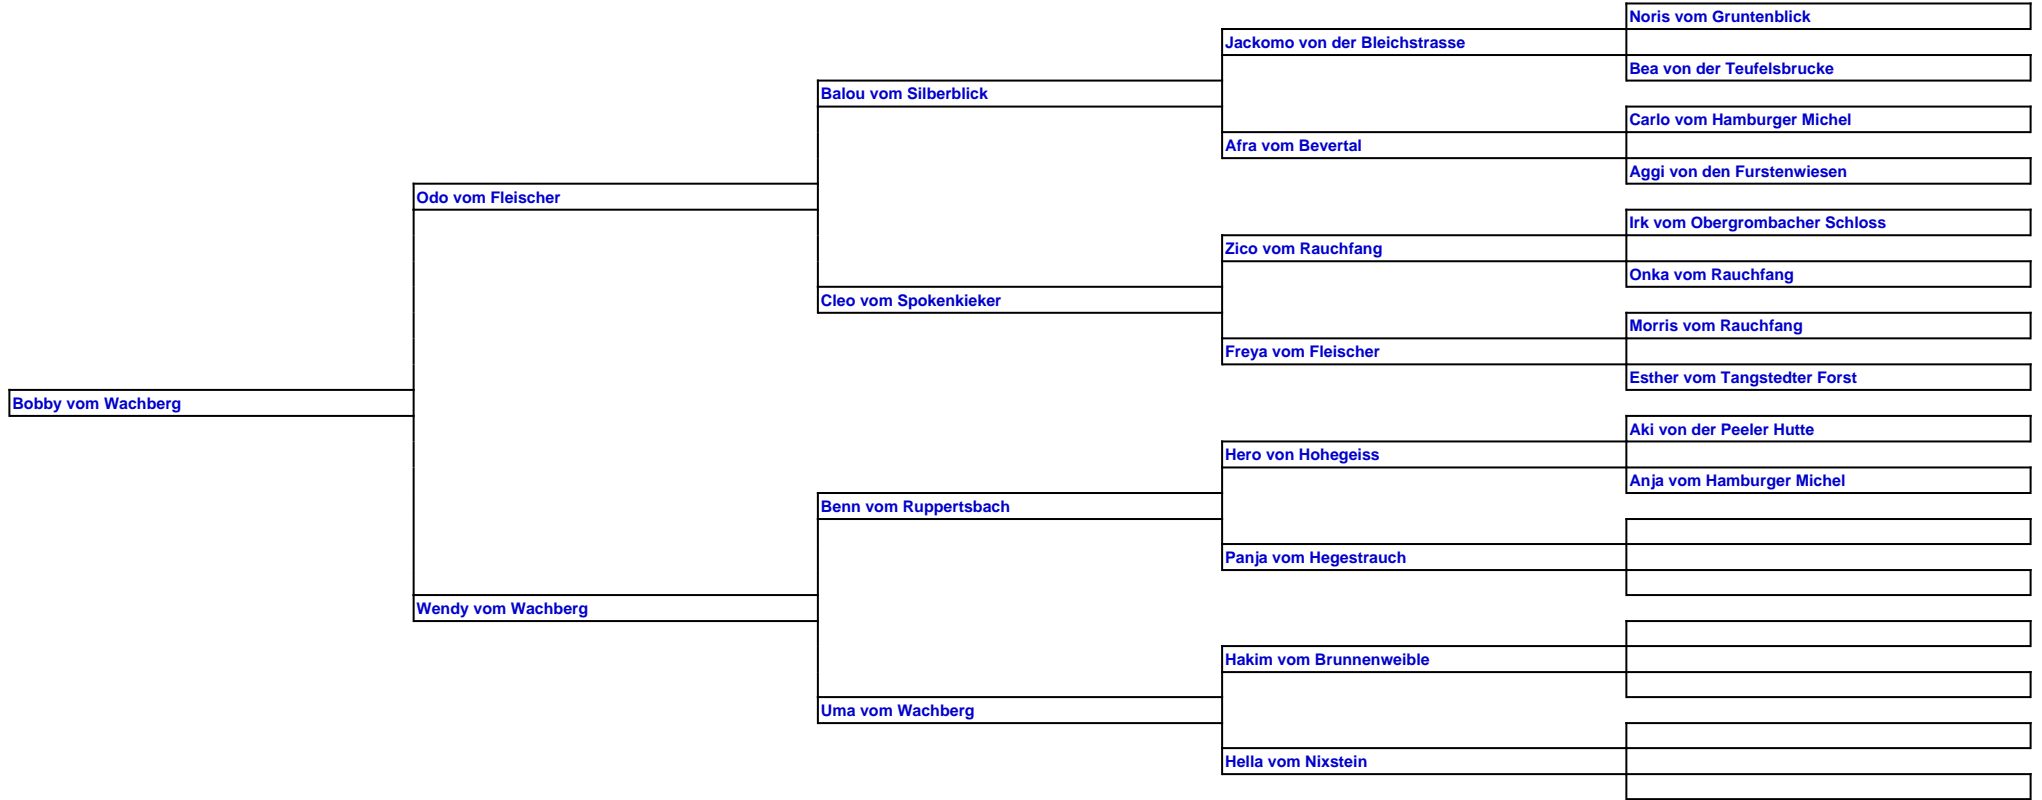 Noris vom Gruntenblick
Jackomo von der Bleichstrasse
Bea von der Teufelsbrucke
Balou vom Silberblick
Carlo vom Hamburger Michel
Afra vom Bevertal
Aggi von den Furstenwiesen
Odo vom Fleischer
Irk vom Obergrombacher Schloss
Zico vom Rauchfang
Onka vom Rauchfang
Cleo vom Spokenkieker
Morris vom Rauchfang
Freya vom Fleischer
Esther vom Tangstedter Forst
Bobby vom Wachberg
Aki von der Peeler Hutte
Hero von Hohegeiss
Anja vom Hamburger Michel
Benn vom Ruppertsbach
Panja vom Hegestrauch
Wendy vom Wachberg
Hakim vom Brunnenweible
Uma vom Wachberg
Hella vom Nixstein